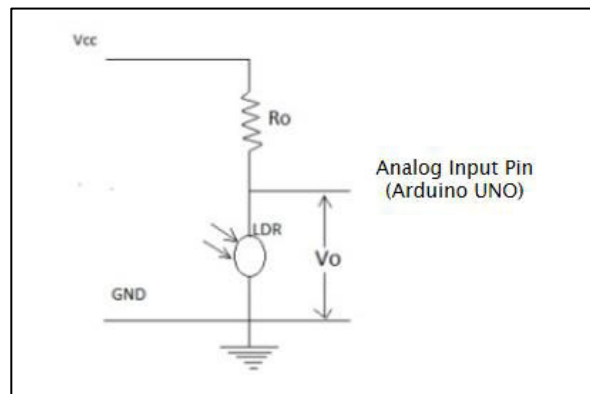 Vcc
Ro
Analog Input Pin
(Arduino UNO)
LDR
Vo
GND